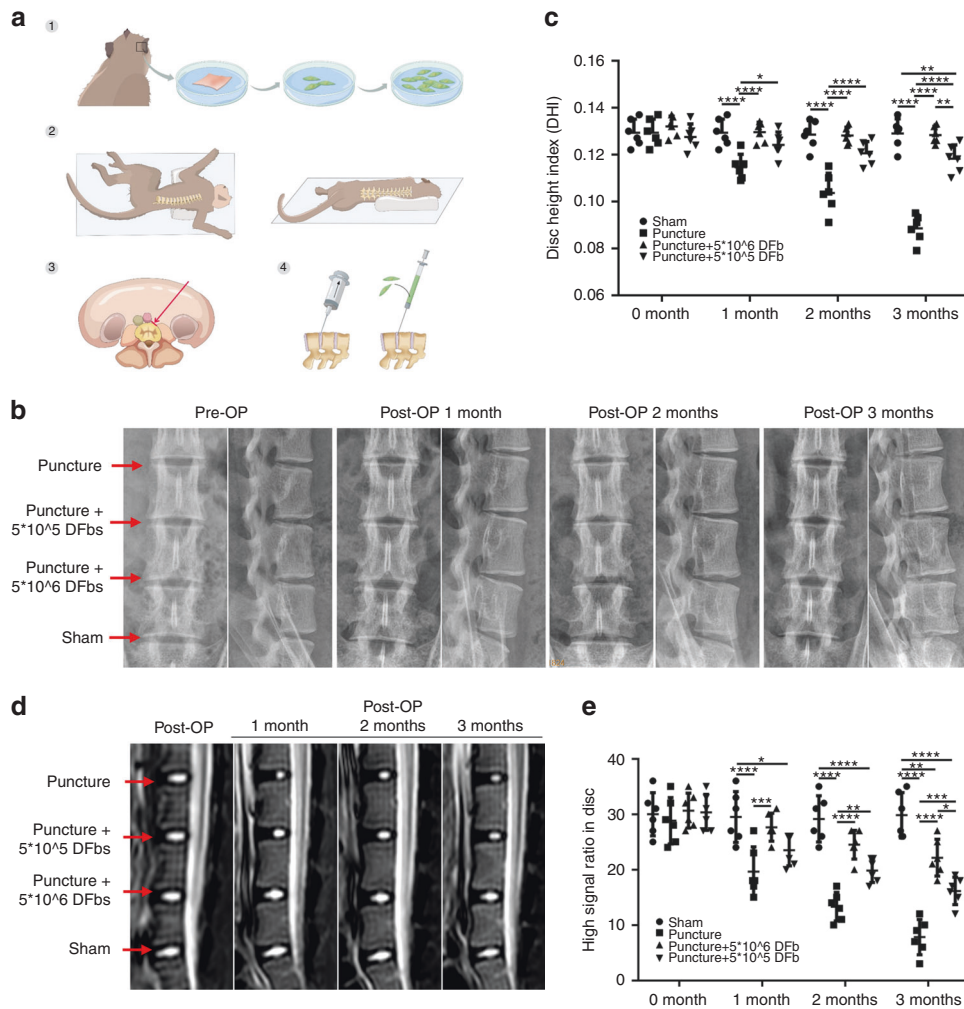 a
1
2
3
4
c
Disc height index (DHI)
0.16
0.14
0.12
0.10
0.08
0.06
****
****
*
****
****
****
****
****
****
**
**
Sham
Puncture
Puncture+5*10^6 DFb
Puncture+5*10^5 DFb
0 month
1 month
2 months
3 months
b
Pre-OP
Post-OP 1 month
Post-OP 2 months
Post-OP 3 months
Puncture
Puncture +
5*10^5 DFbs
Puncture +
5*10^6 DFbs
Sham
d
Post-OP
Post-OP
1 month
2 months
3 months
Puncture
Puncture +
5*10^5 DFbs
Puncture +
5*10^6 DFbs
Sham
e
High signal ratio in disc
40
30
20
10
0
*
****
***
****
****
**
****
****
**
****
***
*
****
Sham
Puncture
Puncture+5*10^6 DFb
Puncture+5*10^5 DFb
0 month
1 month
2 months
3 months